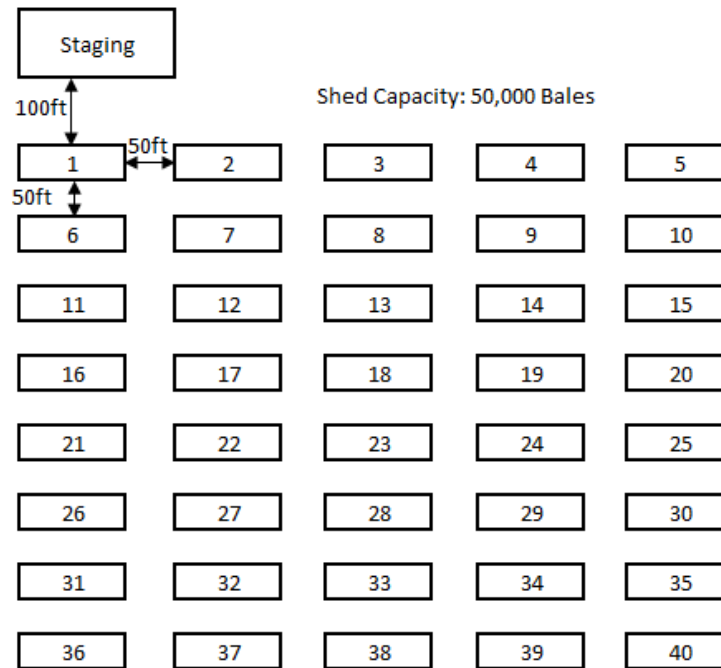 Staging
100ft
Shed Capacity: 50,000 Bales
50ft
1 2 3 4 5
50ft
6 7 8 9 10
11 12 13 14 15
16 17 18 19 20
21 22 23 24 25
26 27 28 29 30
31 32 33 34 35
36 37 38 39 40